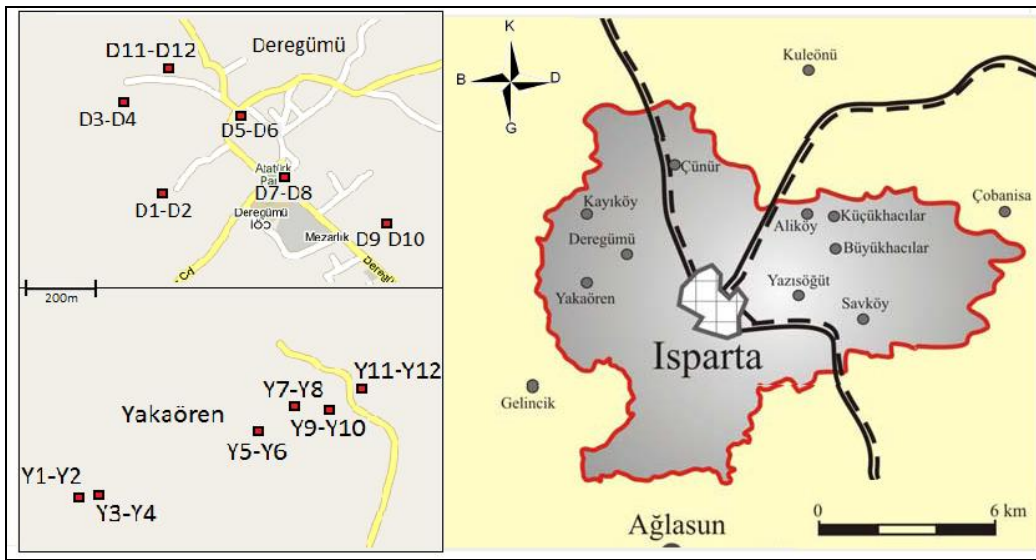 Deregümü
D11-D12
D3-D4
D5-D6
Atatürk
Par
D7-D8
D1-D2
Deregümü
İÖO
Mezarlık
D9 D10
Cd
Deregü
200m
Yakaören
Y11-Y12
Y7-Y8
Y9-Y10
Y5-Y6
Y1-Y2
Y3-Y4
K
B
D
G
Kuleönü
Çünür
Kayıköy
Deregümü
Yakaören
Aliköy
Küçükhacılar
Çobanisa
Büyükhacılar
Yazısöğüt
Savköy
Isparta
Gelincik
Ağlasun
0
6 km